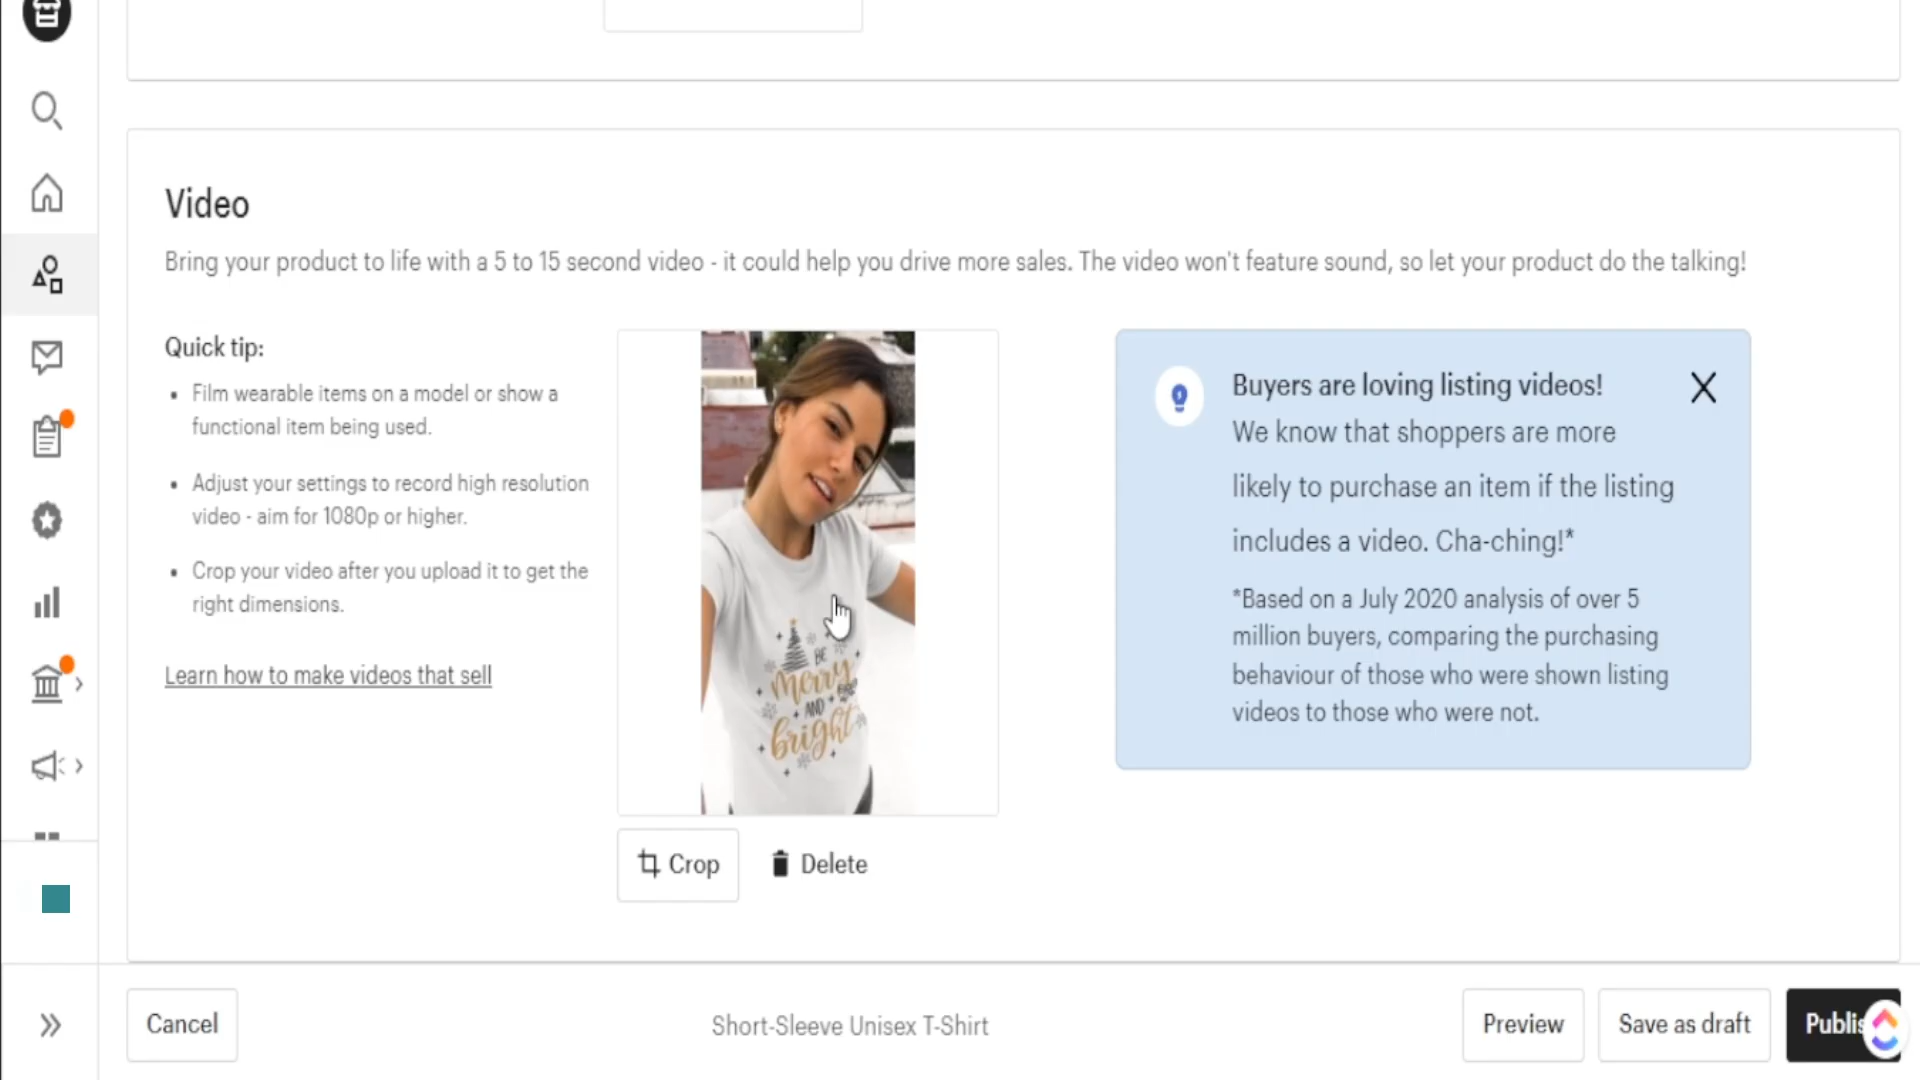 Video
Bring your product to life with a 5 to 15 second video - it could help you drive more sales. The video won't feature sound, so let your product do the talking!
Quick tip:
Film wearable items on a model or show a
functional item being used.
Adjust your settings to record high resolution
video - aim for 1080p or higher.
Crop your video after you upload it to get the
right dimensions.
Learn how to make videos that sell
BE
merry
AND
bright
Crop
Delete
Buyers are loving listing videos!
We know that shoppers are more
likely to purchase an item if the listing
includes a video. Cha-ching!*
*Based on a July 2020 analysis of over 5
million buyers, comparing the purchasing
behaviour of those who were shown listing
videos to those who were not.
Cancel
Short-Sleeve Unisex T-Shirt
Preview
Save as draft
Publis